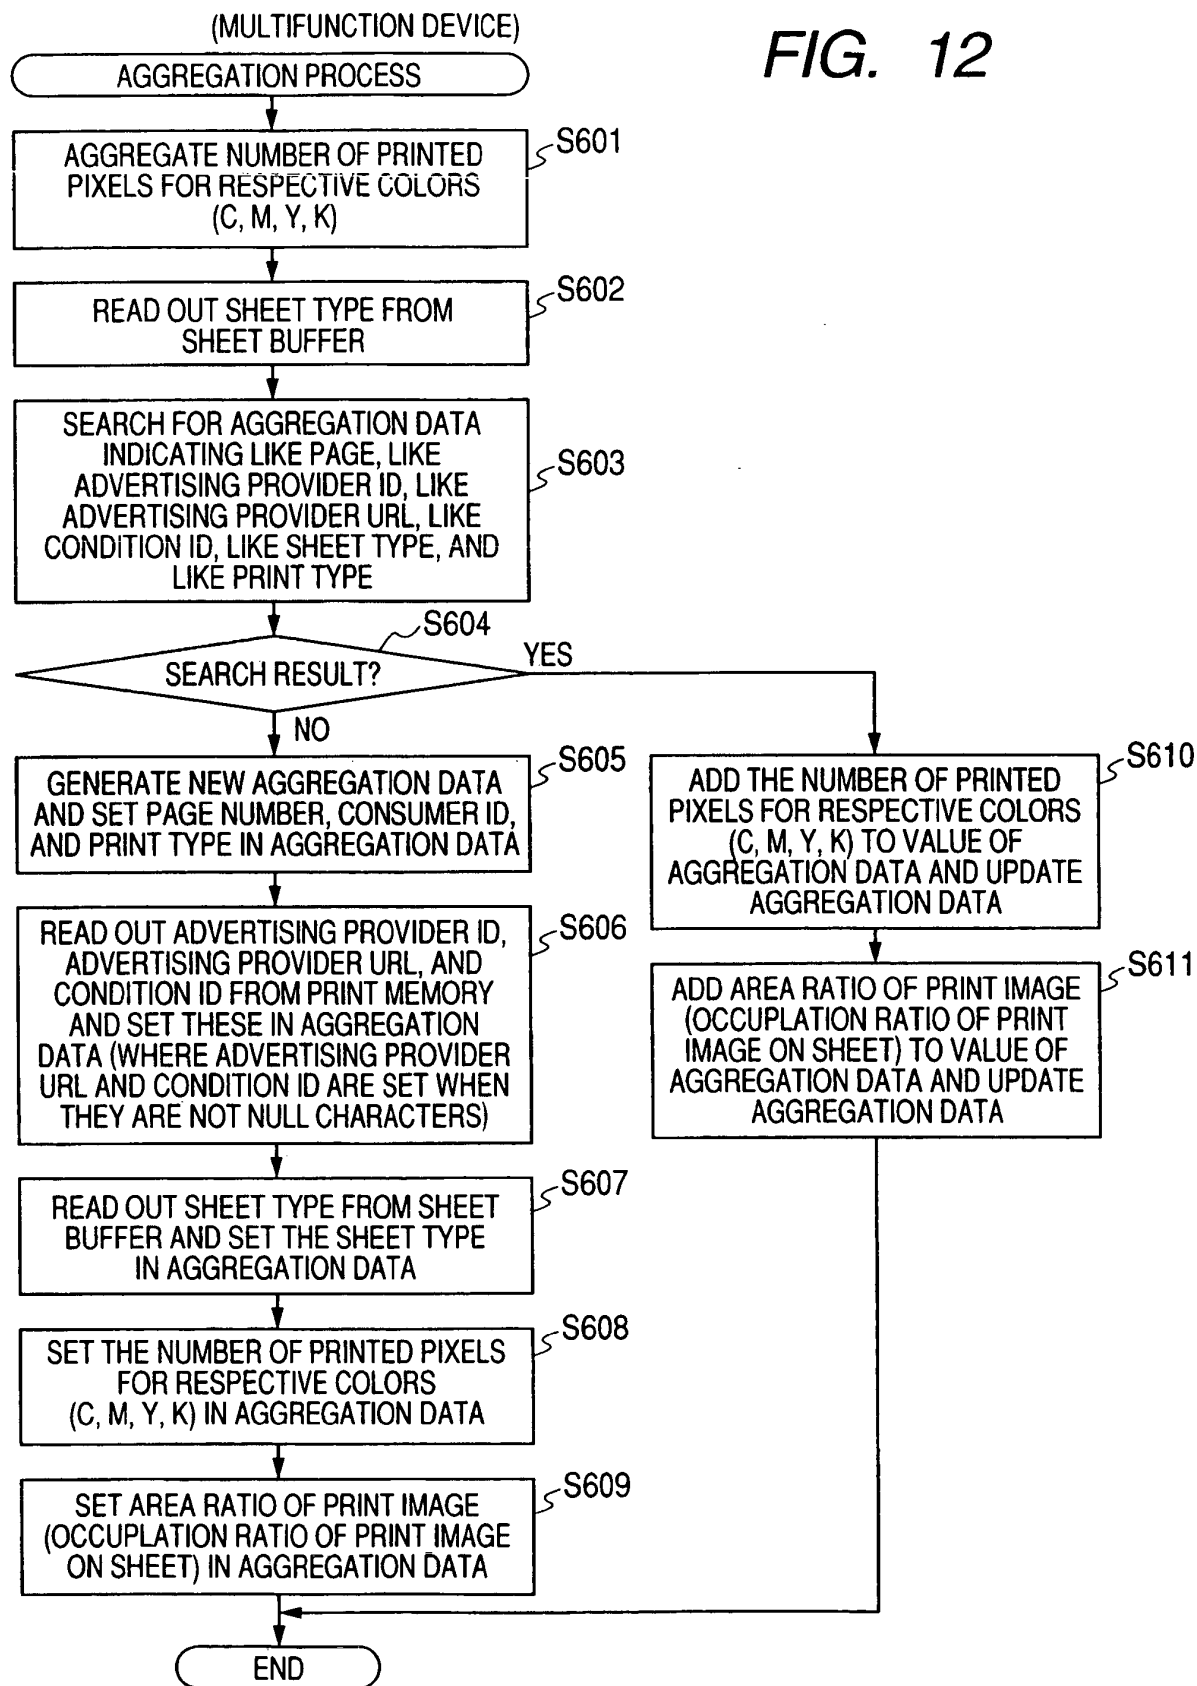 (MULTIFUNCTION DEVICE)
FIG. 12
AGGREGATION PROCESS
S601
AGGREGATE NUMBER OF PRINTED
PIXELS FOR RESPECTIVE COLORS
(C, M, Y, K)
S602
READ OUT SHEET TYPE FROM
SHEET BUFFER
S603
SEARCH FOR AGGREGATION DATA
INDICATING LIKE PAGE, LIKE
ADVERTISING PROVIDER ID, LIKE
ADVERTISING PROVIDER URL, LIKE
CONDITION ID, LIKE SHEET TYPE, AND
LIKE PRINT TYPE
S604
SEARCH RESULT?
YES
NO
S605
GENERATE NEW AGGREGATION DATA
AND SET PAGE NUMBER, CONSUMER ID,
AND PRINT TYPE IN AGGREGATION DATA
S606
READ OUT ADVERTISING PROVIDER ID,
ADVERTISING PROVIDER URL, AND
CONDITION ID FROM PRINT MEMORY
AND SET THESE IN AGGREGATION
DATA (WHERE ADVERTISING PROVIDER
URL AND CONDITION ID ARE SET WHEN
THEY ARE NOT NULL CHARACTERS)
S607
READ OUT SHEET TYPE FROM SHEET
BUFFER AND SET THE SHEET TYPE
IN AGGREGATION DATA
S608
SET THE NUMBER OF PRINTED PIXELS
FOR RESPECTIVE COLORS
(C, M, Y, K) IN AGGREGATION DATA
S609
SET AREA RATIO OF PRINT IMAGE
(OCCUPLATION RATIO OF PRINT IMAGE
ON SHEET) IN AGGREGATION DATA
S610
ADD THE NUMBER OF PRINTED
PIXELS FOR RESPECTIVE COLORS
(C, M, Y, K) TO VALUE OF
AGGREGATION DATA AND UPDATE
AGGREGATION DATA
S611
ADD AREA RATIO OF PRINT IMAGE
(OCCUPLATION RATIO OF PRINT
IMAGE ON SHEET) TO VALUE OF
AGGREGATION DATA AND UPDATE
AGGREGATION DATA
END